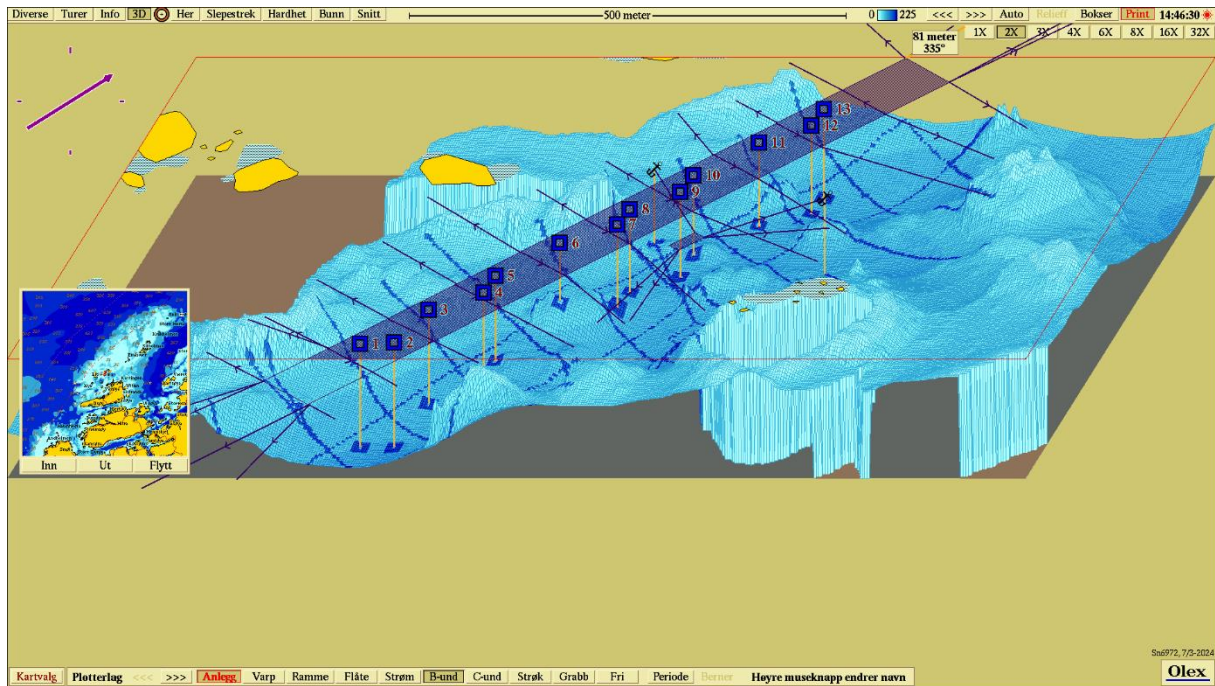 Diverse Turer Info 3D Her Slepestrek Hardhet Bunn Snitt 500 meter 0 225 <<< >>> Auto Relieff Bokser Print 14:46:30
81 meter 1X 2X 3X 4X 6X 8X 16X 32X
335°
13
12
11
10
9
8
7
6
5
4
3
1 2
Inn Ut Flytt
Sn6972, 7/3-2024
Kartvalg Plotterlag <<< >>> Anlegg Varp Ramme Flåte Strøm B-und C-und Strøk Grabb Fri Periode Berner Høyre museknapp endrer navn Olex